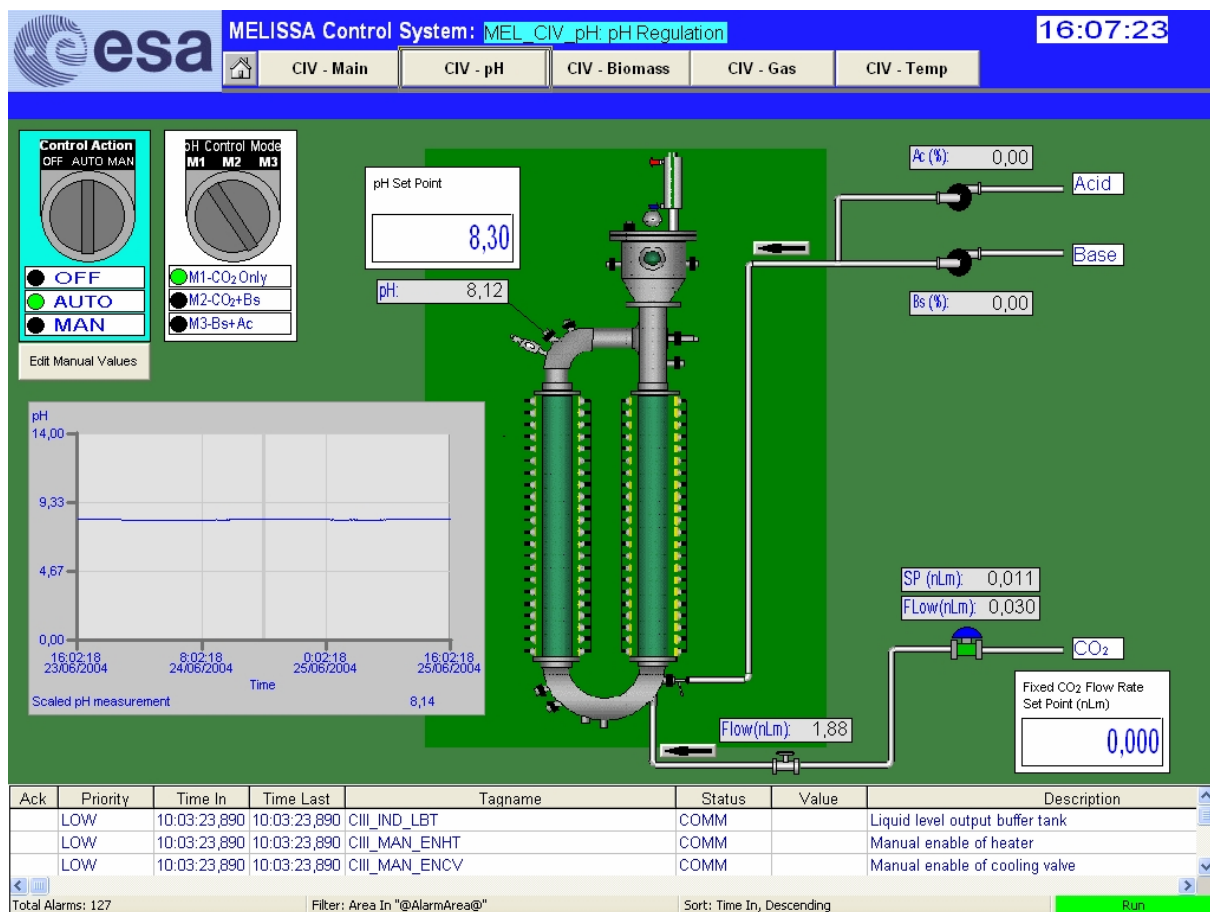 esa
MELISSA Control System: MEL_CIV_pH: pH Regulation
16:07:23
CIV - Main
CIV - pH
CIV - Biomass
CIV - Gas
CIV - Temp
Control Action
OFF AUTO MAN
OFF
AUTO
MAN
Edit Manual Values
pH Control Mode
M1 M2 M3
M1-CO₂ Only
M2-CO₂+Bs
M3-Bs+Ac
pH Set Point
8,30
pH: 8,12
Ac (%): 0,00
Acid
Base
Bs (%): 0,00
pH
14,00
9,33
4,67
0,00
16:02:18 8:02:18 0:02:18 16:02:18
23/06/2004 24/06/2004 25/06/2004 25/06/2004
Time
Scaled pH measurement 8,14
SP (nLm): 0,011
FLow(nLm): 0,030
CO₂
Fixed CO₂ Flow Rate
Set Point (nLm)
0,000
Flow(nLm): 1,88
Ack Priority Time In Time Last Tagname Status Value Description
LOW 10:03:23,890 10:03:23,890 CIII_IND_LBT COMM Liquid level output buffer tank
LOW 10:03:23,890 10:03:23,890 CIII_MAN_ENHT COMM Manual enable of heater
LOW 10:03:23,890 10:03:23,890 CIII_MAN_ENCV COMM Manual enable of cooling valve
Total Alarms: 127 Filter: Area In "@AlarmArea@" Sort: Time In, Descending Run